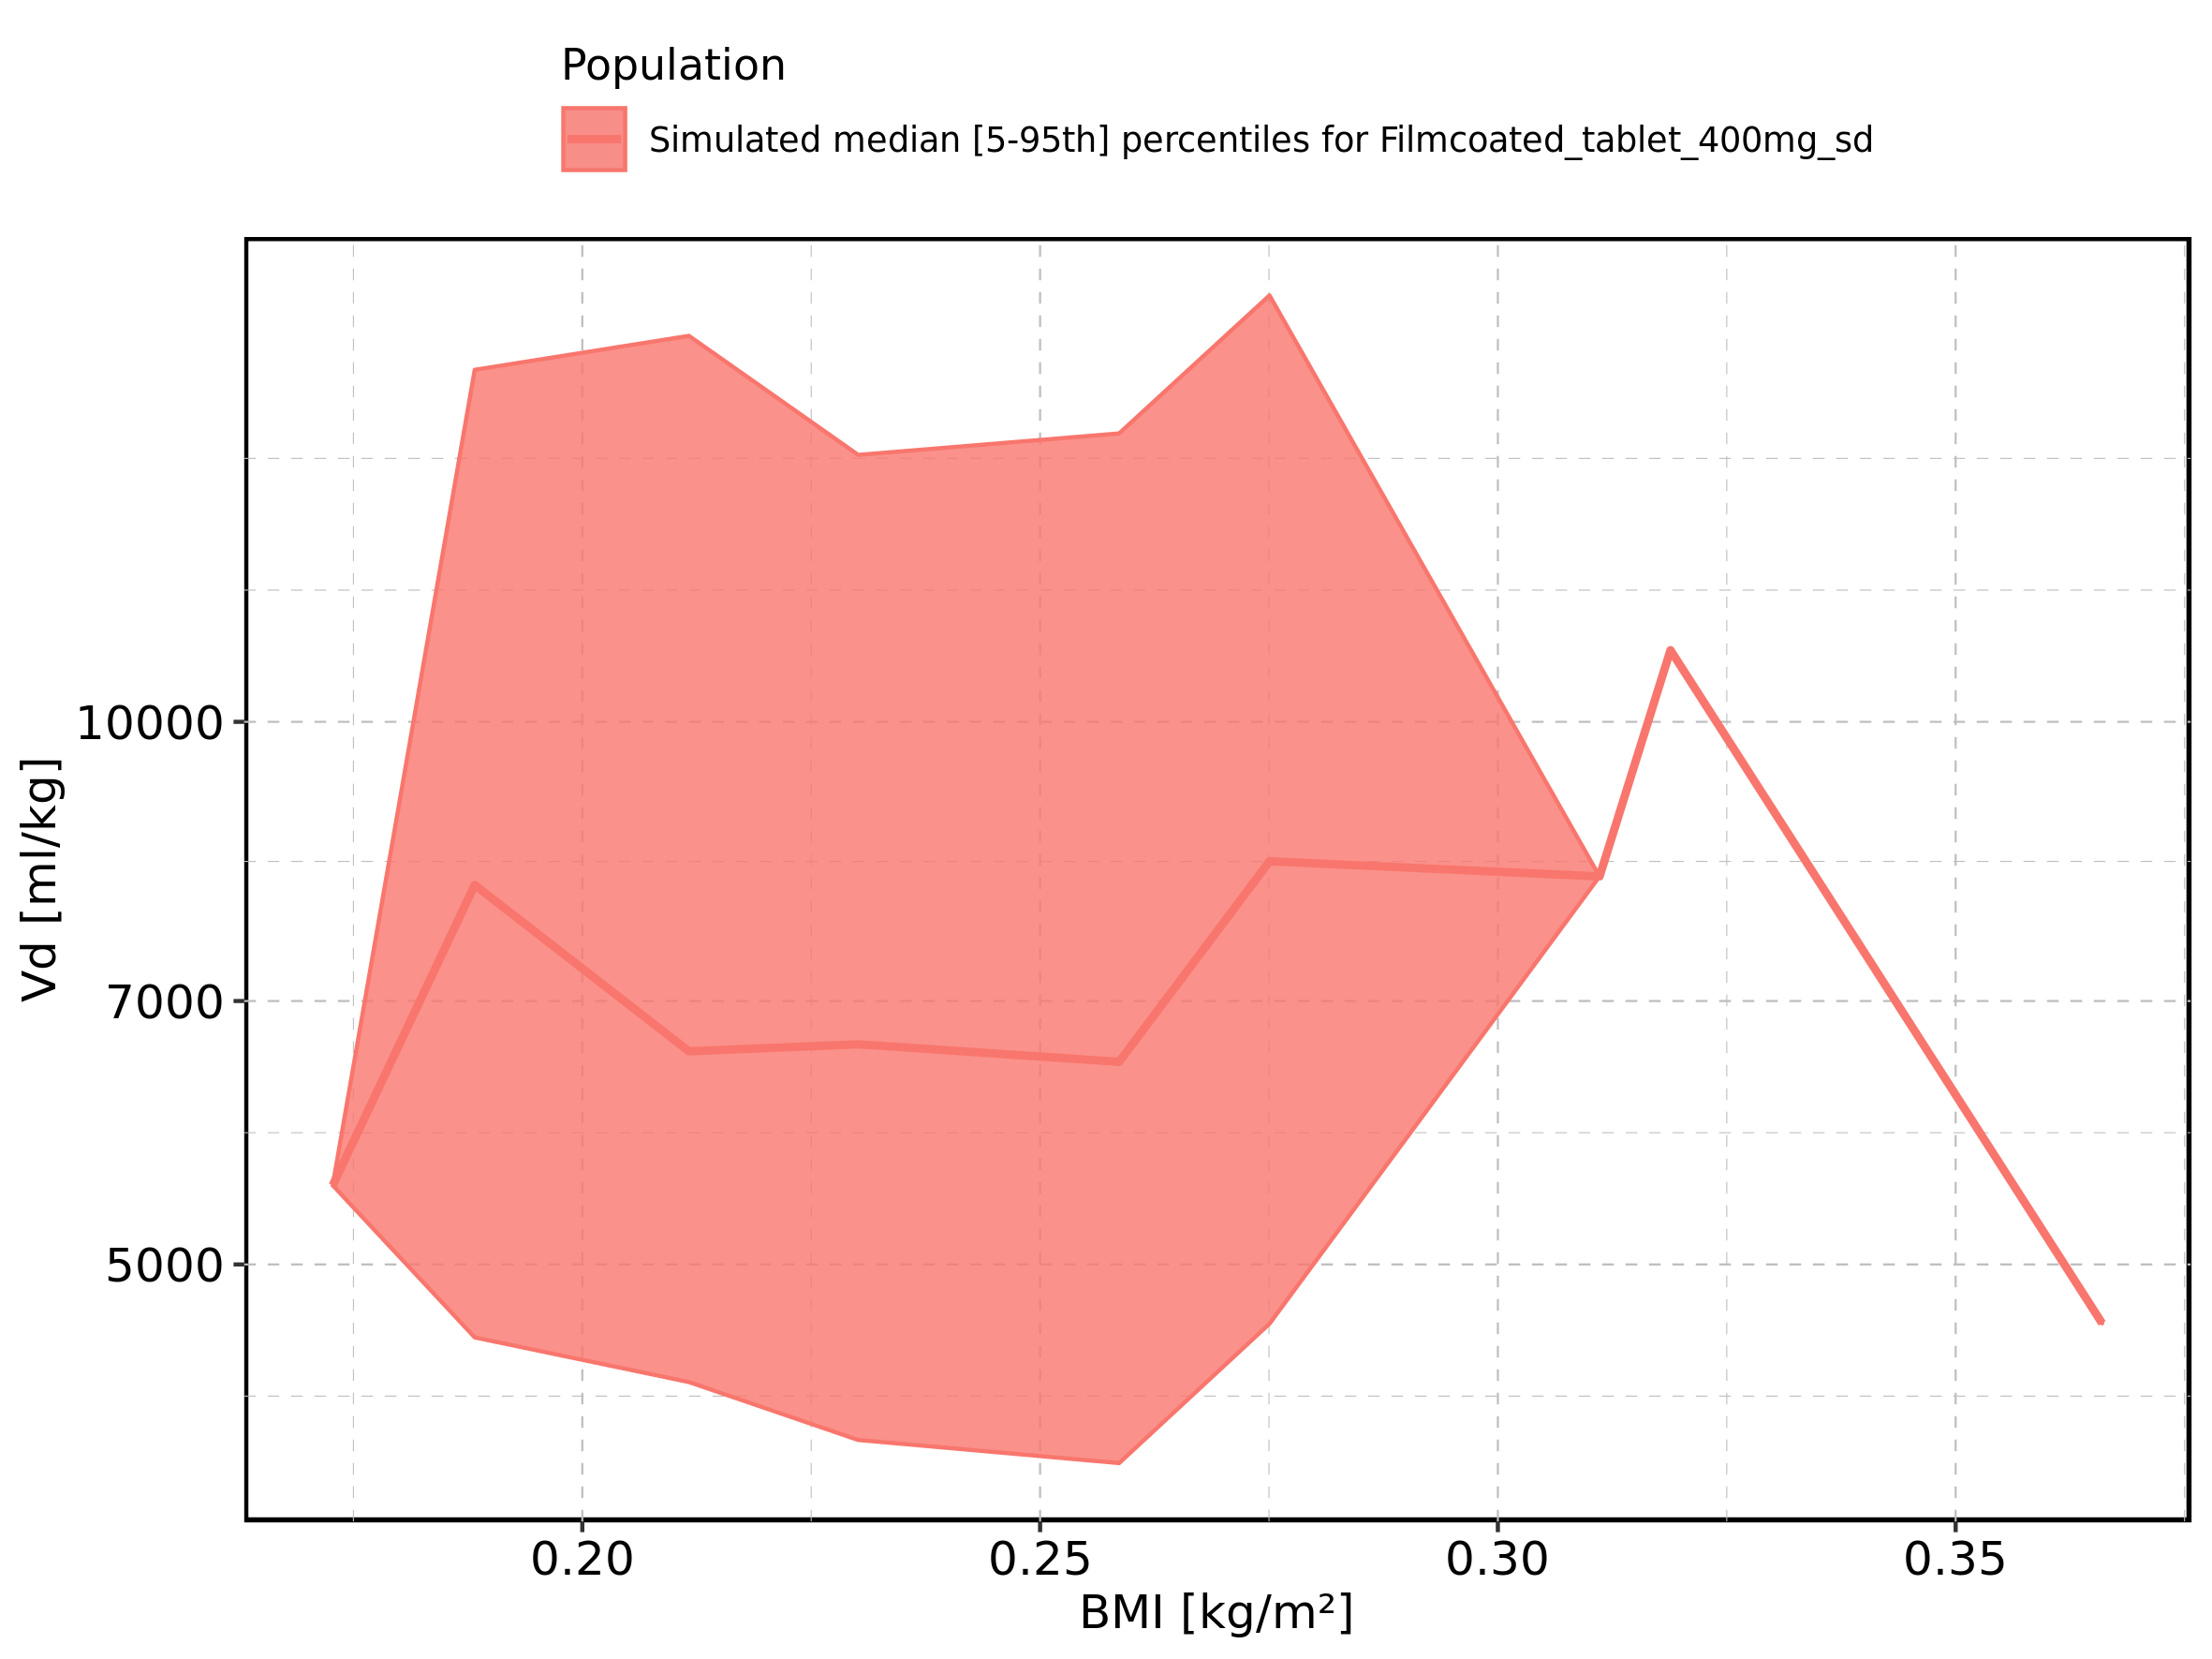 Population
Simulated median [5-95th] percentiles for Filmcoated_tablet_400mg_sd
Vd [ml/kg]
10000
7000
5000
0.20
0.25
0.30
0.35
BMI [kg/m²]